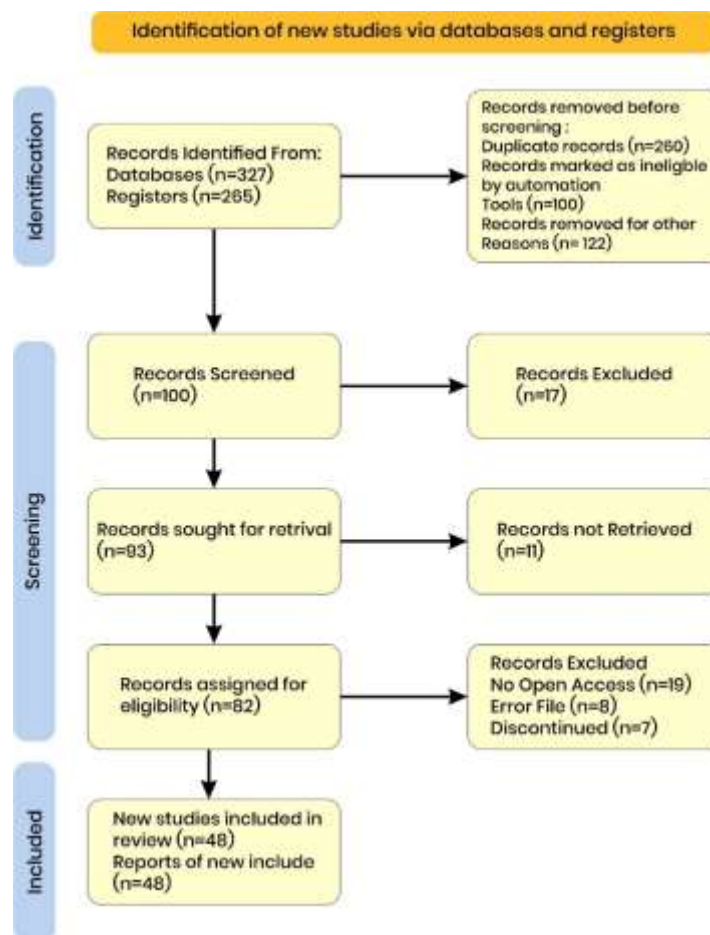 Identification of new studies via databases and registers
Identification
Records Identified From:
Databases (n=327)
Registers (n=265)
Records removed before
screening :
Duplicate records (n=260)
Records marked as ineligible
by automation
Tools (n=100)
Records removed for other
Reasons (n= 122)
Screening
Records Screened
(n=100)
Records Excluded
(n=17)
Records sought for retrival
(n=93)
Records not Retrieved
(n=11)
Records assigned for
eligibility (n=82)
Records Excluded
No Open Access (n=19)
Error File (n=8)
Discontinued (n=7)
Included
New studies included in
review (n=48)
Reports of new include
(n=48)